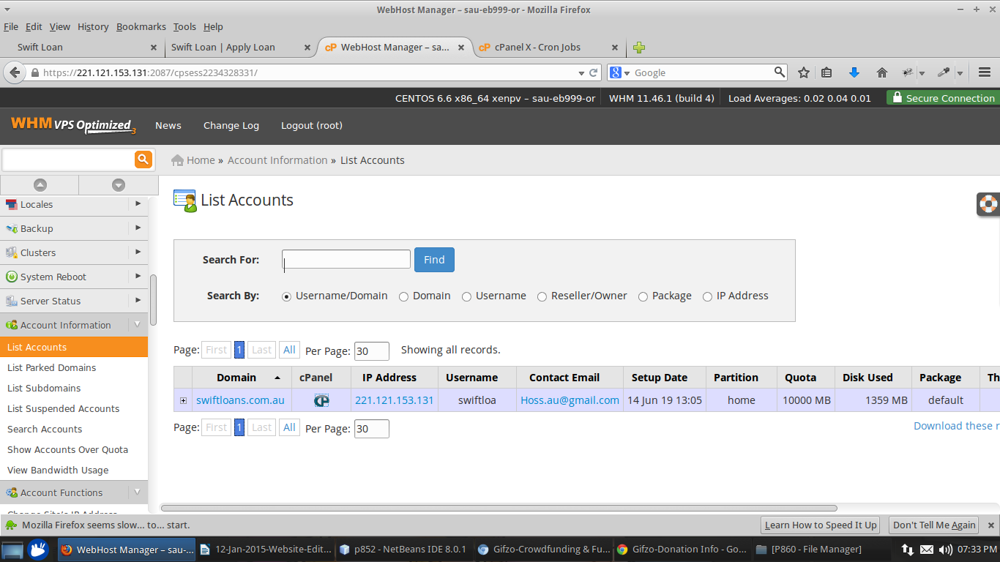 WebHost Manager – sau-eb999-or - Mozilla Firefox
File Edit View History Bookmarks Tools Help
Swift Loan Swift Loan | Apply Loan cP WebHost Manager – sa... cP cPanel X - Cron Jobs
https://221.121.153.131:2087/cpsess2234328331/ Google
CENTOS 6.6 x86_64 xenpv – sau-eb999-or WHM 11.46.1 (build 4) Load Averages: 0.02 0.04 0.01 Secure Connection
WHM VPS Optimized 3 News Change Log Logout (root)
Home » Account Information » List Accounts
List Accounts
Locales
Backup
Clusters
System Reboot
Server Status
Account Information
List Accounts
List Parked Domains
List Subdomains
List Suspended Accounts
Search Accounts
Show Accounts Over Quota
View Bandwidth Usage
Account Functions
Change Site's IP Address
Search For: Find
Search By: Username/Domain Domain Username Reseller/Owner Package IP Address
Page: First 1 Last All Per Page: 30 Showing all records.
Domain cPanel IP Address Username Contact Email Setup Date Partition Quota Disk Used Package Th
swiftloans.com.au cP 221.121.153.131 swiftloa Hoss.au@gmail.com 14 Jun 19 13:05 home 10000 MB 1359 MB default
Page: First 1 Last All Per Page: 30 Download these r
Mozilla Firefox seems slow... to... start. Learn How to Speed It Up Don't Tell Me Again
WebHost Manager – sau-... 12-Jan-2015-Website-Edit... p852 - NetBeans IDE 8.0.1 Gifzo-Crowdfunding & Fu... Gifzo-Donation Info - Go... [P860 - File Manager] 07:33 PM